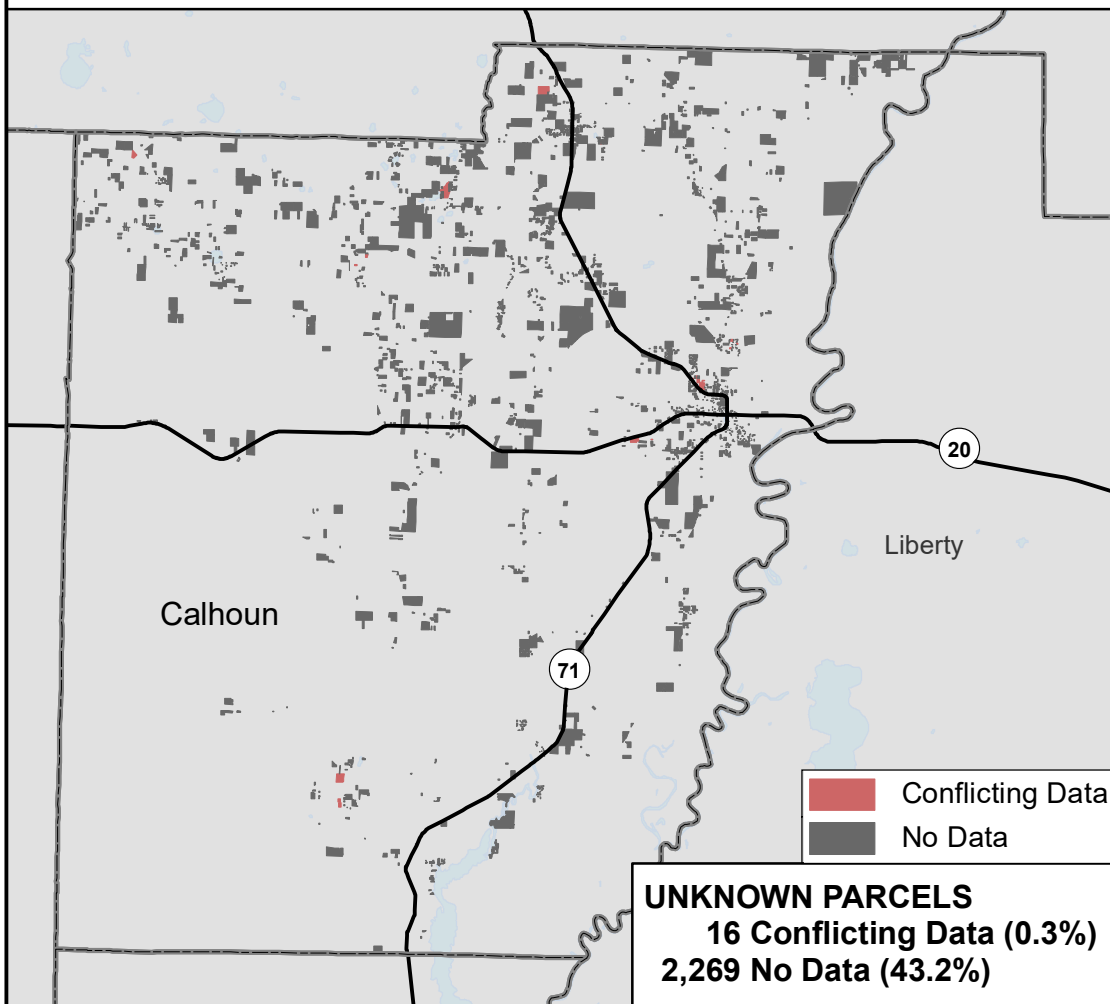 20
Liberty
Calhoun
71
Conflicting Data
No Data
UNKNOWN PARCELS
16 Conflicting Data (0.3%)
2,269 No Data (43.2%)